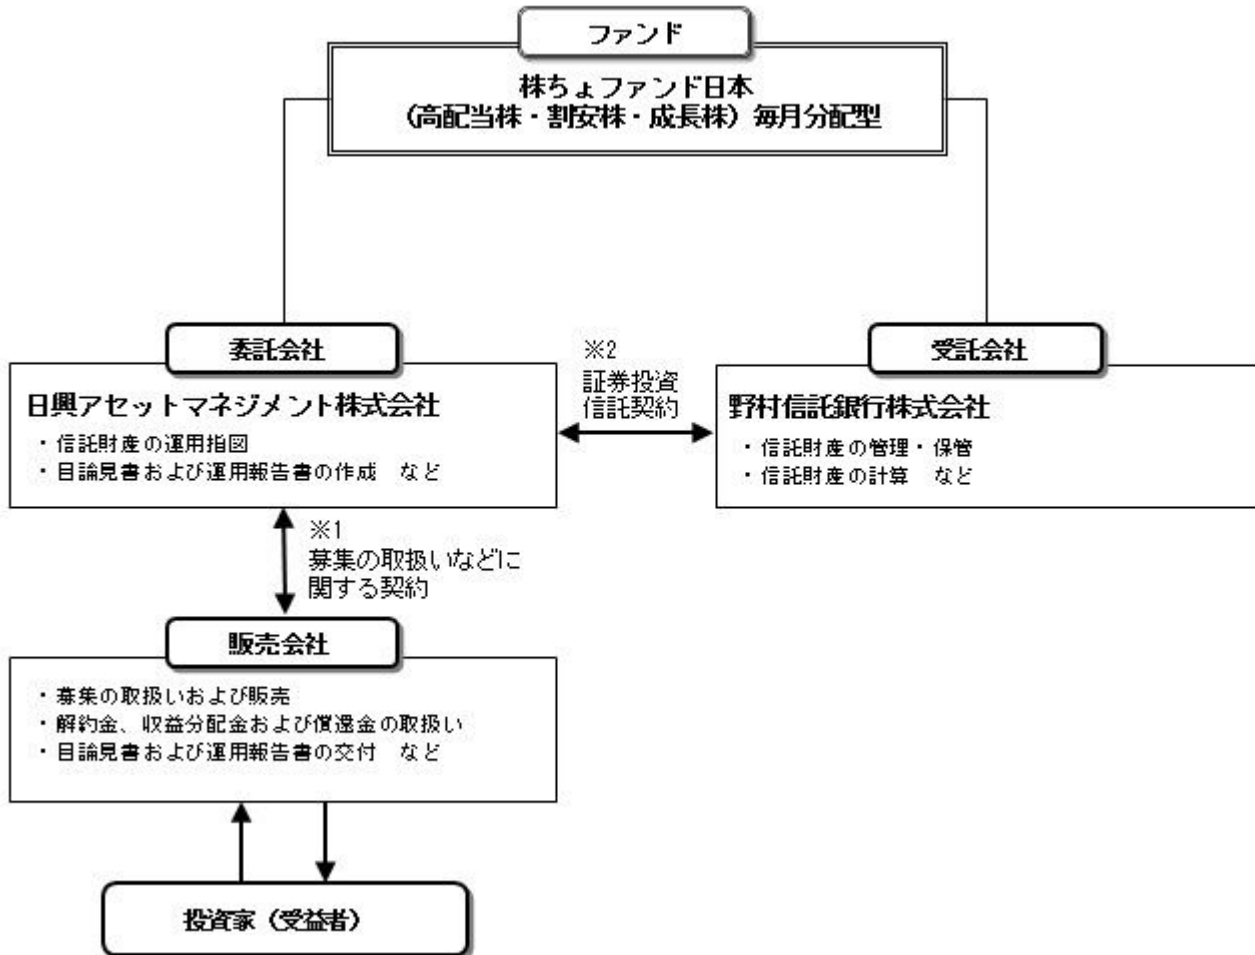 ファンド
株ちょファンド日本
(高配当株・割安株・成長株) 毎月分配型
委託会社
日興アセットマネジメント株式会社
・信託財産の運用指図
・目論見書および運用報告書の作成 など
※2
証券投資
信託契約
受託会社
野村信託銀行株式会社
・信託財産の管理・保管
・信託財産の計算 など
※1
募集の取扱いなどに
関する契約
販売会社
・募集の取扱いおよび販売
・解約金、収益分配金および償還金の取扱い
・目論見書および運用報告書の交付 など
投資家（受益者）